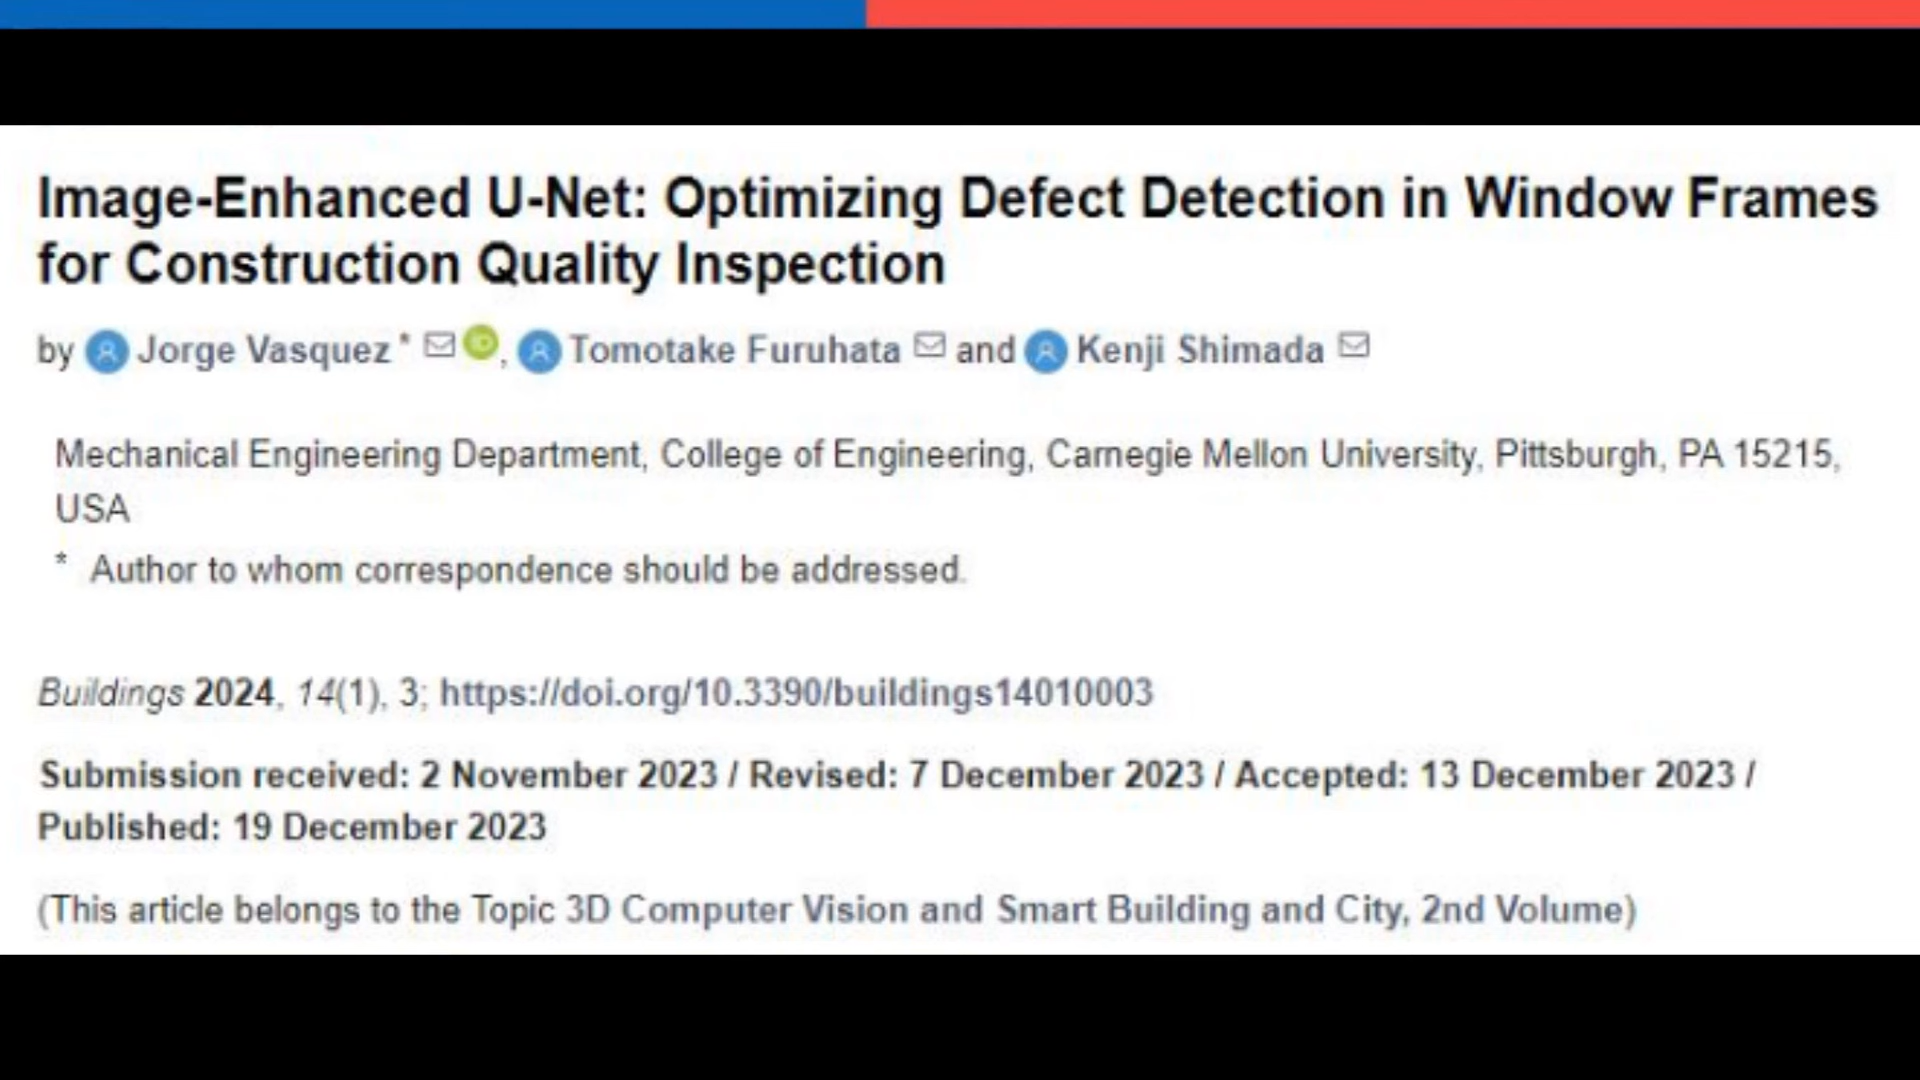 Image-Enhanced U-Net: Optimizing Defect Detection in Window Frames
for Construction Quality Inspection
by Jorge Vasquez * iD, Tomotake Furuhata and Kenji Shimada
Mechanical Engineering Department, College of Engineering, Carnegie Mellon University, Pittsburgh, PA 15215,
USA
* Author to whom correspondence should be addressed.
Buildings 2024, 14(1), 3; https://doi.org/10.3390/buildings14010003
Submission received: 2 November 2023 / Revised: 7 December 2023 / Accepted: 13 December 2023 /
Published: 19 December 2023
(This article belongs to the Topic 3D Computer Vision and Smart Building and City, 2nd Volume)